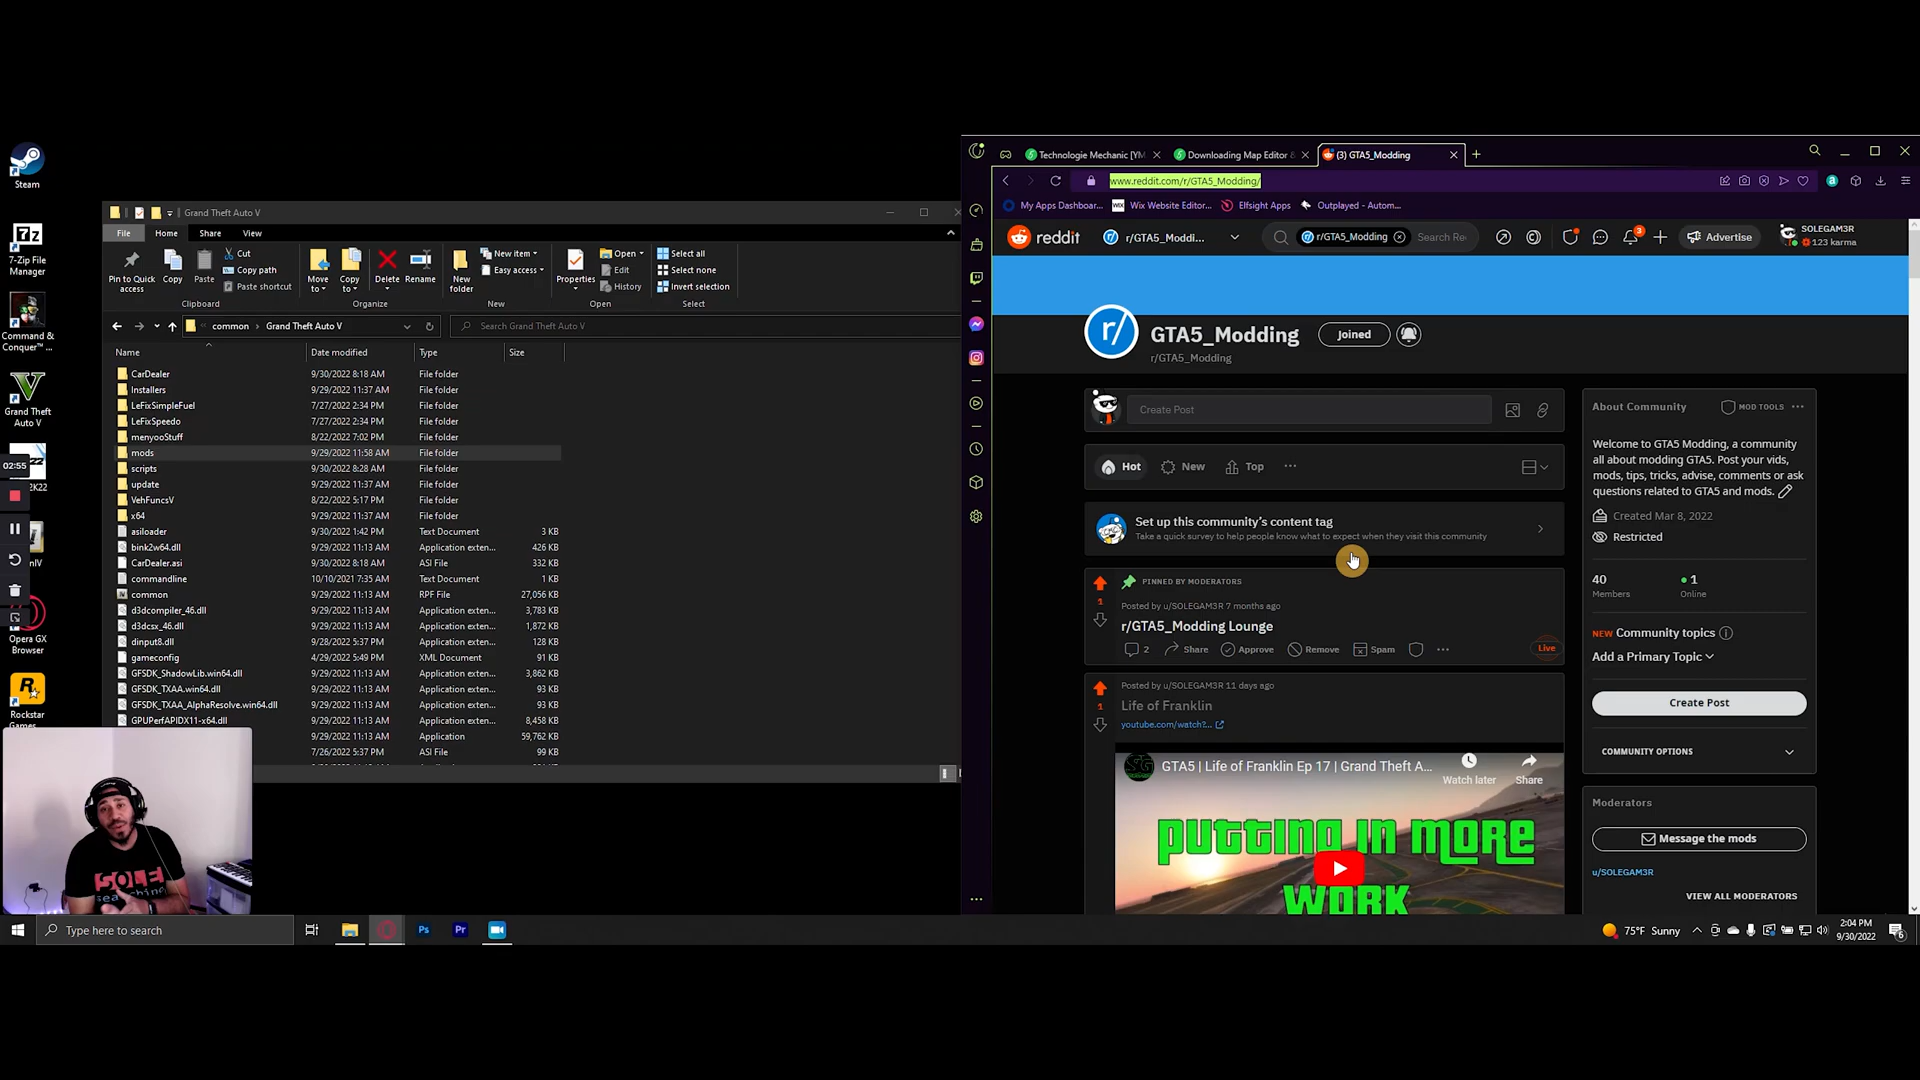 Steam
7-Zip File
Manager
Command &
Conquer™ ...
Grand Theft
Auto V
02:55
2K22
nIV
Opera GX
Browser
Rockstar
Games
Grand Theft Auto V
File
Home
Share
View
Pin to Quick
access
Copy
Paste
Cut
Copy path
Paste shortcut
Clipboard
Move
to
Copy
to
Delete
Rename
Organize
New
folder
New item
Easy access
New
Properties
Open
Edit
History
Open
Select all
Select none
Invert selection
Select
common > Grand Theft Auto V
Search Grand Theft Auto V
Name Date modified Type Size
CarDealer 9/30/2022 8:18 AM File folder
Installers 9/29/2022 11:37 AM File folder
LeFixSimpleFuel 7/27/2022 2:34 PM File folder
LeFixSpeedo 7/27/2022 2:34 PM File folder
menyooStuff 8/22/2022 7:02 PM File folder
mods 9/29/2022 11:58 AM File folder
scripts 9/30/2022 8:28 AM File folder
update 9/29/2022 11:37 AM File folder
VehFuncsV 8/22/2022 5:17 PM File folder
x64 9/29/2022 11:37 AM File folder
asiloader 9/30/2022 1:42 PM Text Document 3 KB
bink2w64.dll 9/29/2022 11:13 AM Application exten... 426 KB
CarDealer.asi 9/30/2022 8:18 AM ASI File 332 KB
commandline 10/10/2021 7:35 AM Text Document 1 KB
common 9/29/2022 11:13 AM RPF File 27,056 KB
d3dcompiler_46.dll 9/29/2022 11:13 AM Application exten... 3,783 KB
d3dcsx_46.dll 9/29/2022 11:13 AM Application exten... 1,872 KB
dinput8.dll 9/28/2022 5:37 PM Application exten... 128 KB
gameconfig 4/29/2022 5:49 PM XML Document 91 KB
GFSDK_ShadowLib.win64.dll 9/29/2022 11:13 AM Application exten... 3,862 KB
GFSDK_TXAA.win64.dll 9/29/2022 11:13 AM Application exten... 93 KB
GFSDK_TXAA_AlphaResolve.win64.dll 9/29/2022 11:13 AM Application exten... 93 KB
GPUPerfAPIDX11-x64.dll 9/29/2022 11:13 AM Application exten... 8,458 KB
9/29/2022 11:13 AM Application 59,762 KB
7/26/2022 5:37 PM ASI File 99 KB
SOLE
Technologie Mechanic [YM
Downloading Map Editor &
(3) GTA5_Modding
www.reddit.com/r/GTA5_Modding/
My Apps Dashboar...
WIX Wix Website Editor...
Elfsight Apps
Outplayed - Autom...
reddit
r/GTA5_Moddi...
r/GTA5_Modding
Search Re
3
Advertise
SOLEGAM3R
123 karma
r/
GTA5_Modding
Joined
r/GTA5_Modding
Create Post
Hot
New
Top
Set up this community's content tag
Take a quick survey to help people know what to expect when they visit this community
PINNED BY MODERATORS
1
Posted by u/SOLEGAM3R 7 months ago
r/GTA5_Modding Lounge
2
Share
Approve
Remove
Spam
Live
Posted by u/SOLEGAM3R 11 days ago
1
Life of Franklin
youtube.com/watch?...
SG
GTA5 | Life of Franklin Ep 17 | Grand Theft A...
Watch later
Share
PUTTING IN MORE
WORK
About Community
MOD TOOLS
Welcome to GTA5 Modding, a community
all about modding GTA5. Post your vids,
mods, tips, tricks, advise, comments or ask
questions related to GTA5 and mods.
Created Mar 8, 2022
Restricted
40
Members
1
Online
NEW Community topics
Add a Primary Topic
Create Post
COMMUNITY OPTIONS
Moderators
Message the mods
u/SOLEGAM3R
VIEW ALL MODERATORS
Type here to search
Ps
Pr
75°F Sunny
2:04 PM
9/30/2022
6